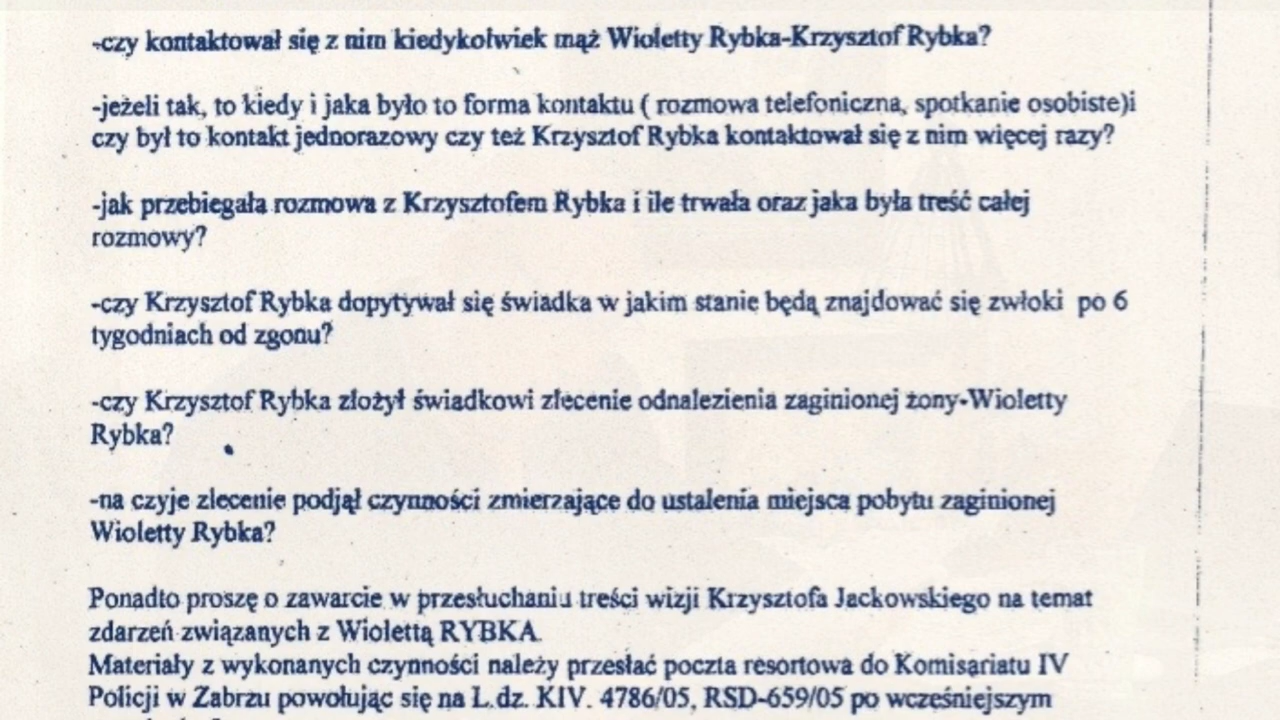 -czy kontaktował się z nim kiedykolwiek mąż Wioletty Rybka-Krzysztof Rybka?
-jeżeli tak, to kiedy i jaka było to forma kontaktu ( rozmowa telefoniczna, spotkanie osobiste)i
czy był to kontakt jednorazowy czy też Krzysztof Rybka kontaktował się z nim więcej razy?
-jak przebiegała rozmowa z Krzysztofem Rybka i ile trwała oraz jaka była treść całej
rozmowy?
-czy Krzysztof Rybka dopytywał się świadka w jakim stanie będą znajdować się zwłoki po 6
tygodniach od zgonu?
-czy Krzysztof Rybka złożył świadkowi zlecenie odnalezienia zaginionej żony-Wioletty
Rybka?
-na czyje zlecenie podjął czynności zmierzające do ustalenia miejsca pobytu zaginionej
Wioletty Rybka?
Ponadto proszę o zawarcie w przesłuchaniu treści wizji Krzysztofa Jackowskiego na temat
zdarzeń związanych z Wiolettą RYBKA.
Materiały z wykonanych czynności należy przesłać poczta resortowa do Komisariatu IV
Policji w Zabrzu powołując się na L.dz. KIV. 4786/05, RSD-659/05 po wcześniejszym